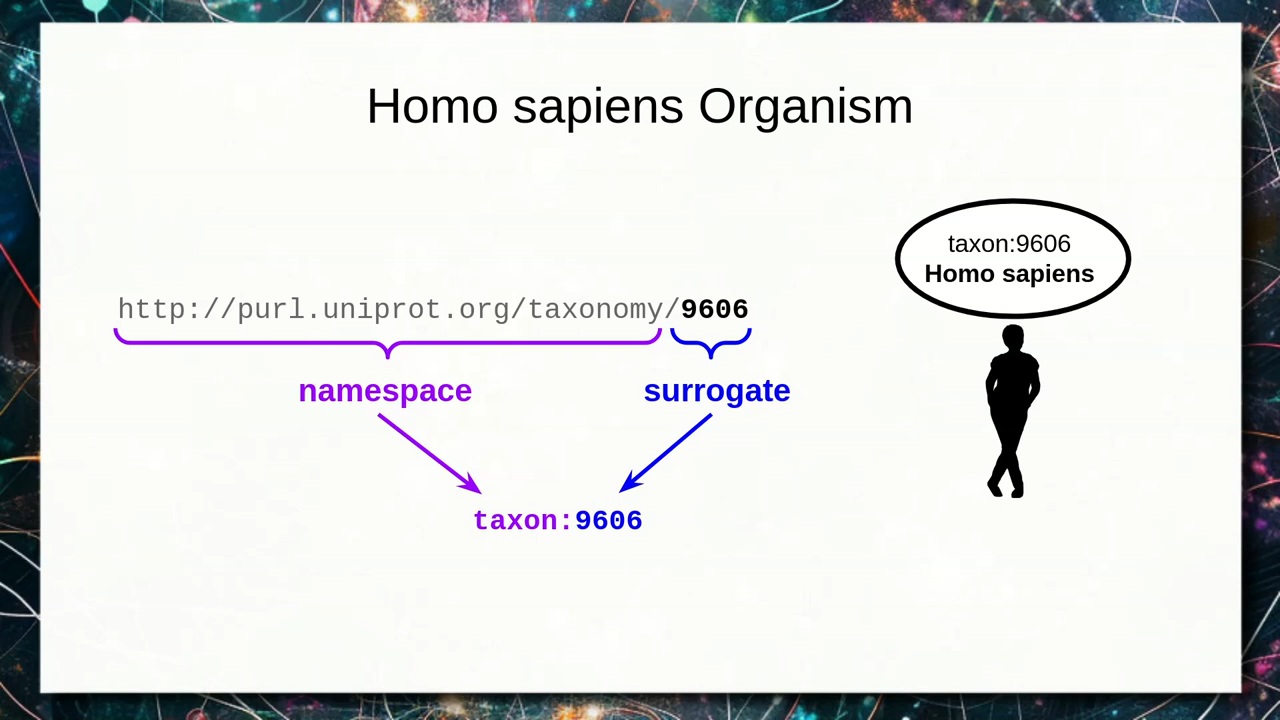 Homo sapiens Organism
taxon:9606
Homo sapiens
http://purl.uniprot.org/taxonomy/9606
namespace
surrogate
taxon:9606